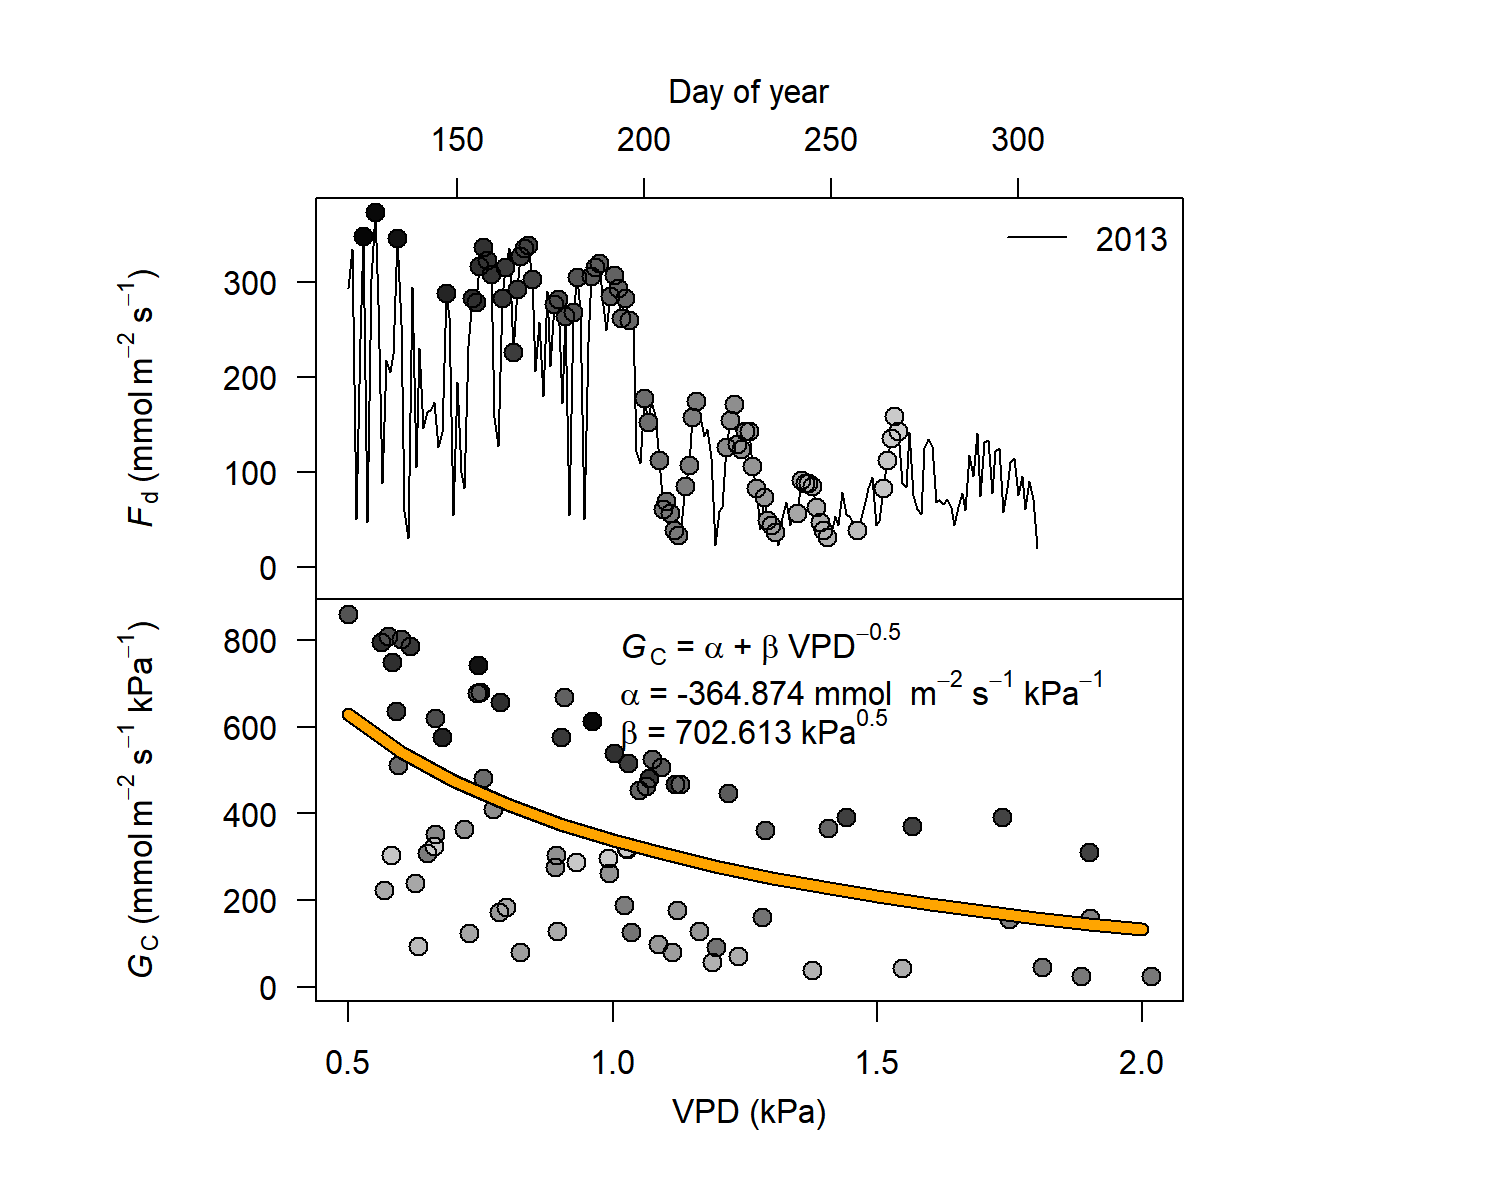 Day of year
150 200 250 300
2013
Fd (mmol m−2 s−1)
300
200
100
0
GC = α + β VPD−0.5
α = -364.874 mmol  m−2 s−1 kPa−1
β = 702.613 kPa0.5
GC (mmol m−2 s−1 kPa−1)
800
600
400
200
0
0.5 1.0 1.5 2.0
VPD (kPa)